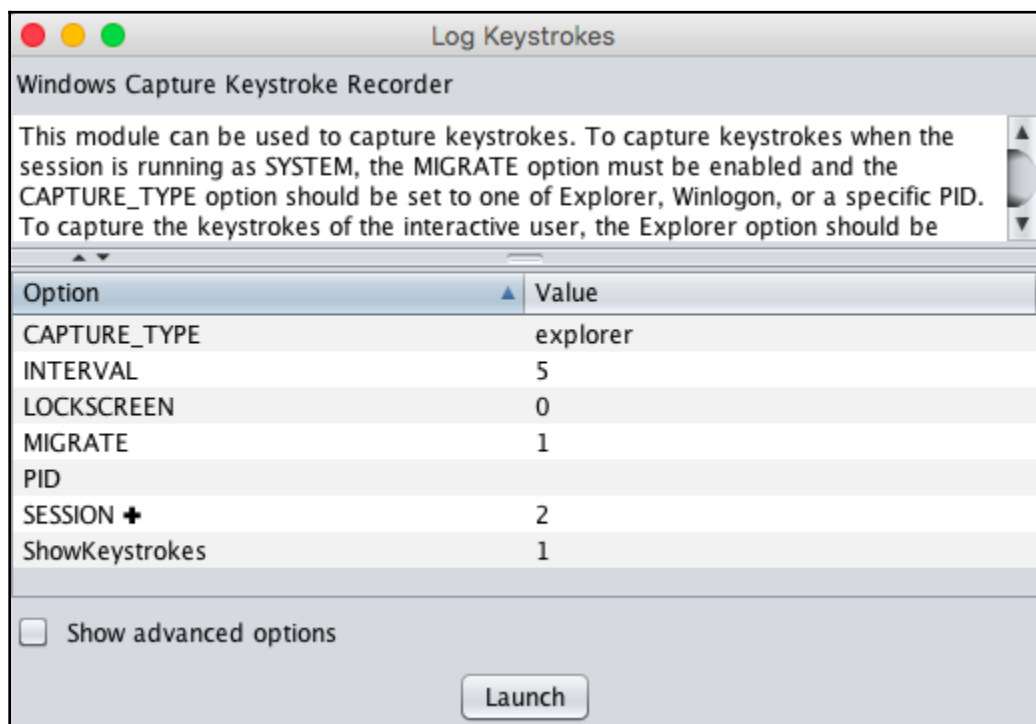 Log Keystrokes
Windows Capture Keystroke Recorder
This module can be used to capture keystrokes. To capture keystrokes when the
session is running as SYSTEM, the MIGRATE option must be enabled and the
CAPTURE_TYPE option should be set to one of Explorer, Winlogon, or a specific PID.
To capture the keystrokes of the interactive user, the Explorer option should be
Option Value
CAPTURE_TYPE explorer
INTERVAL 5
LOCKSCREEN 0
MIGRATE 1
PID
SESSION ✚ 2
ShowKeystrokes 1
Show advanced options
Launch